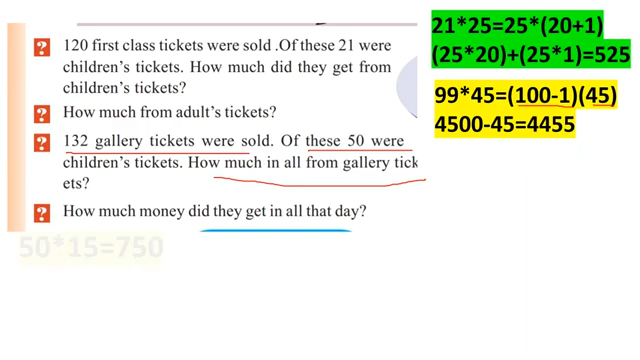 120 first class tickets were sold .Of these 21 were
children's tickets. How much did they get from
children's tickets?
How much from adult's tickets?
132 gallery tickets were sold. Of these 50 were
children's tickets. How much in all from gallery tick
ets?
How much money did they get in all that day?
50*15=750
21*25=25*(20+1)
(25*20)+(25*1)=525
99*45=(100-1)(45)
4500-45=4455